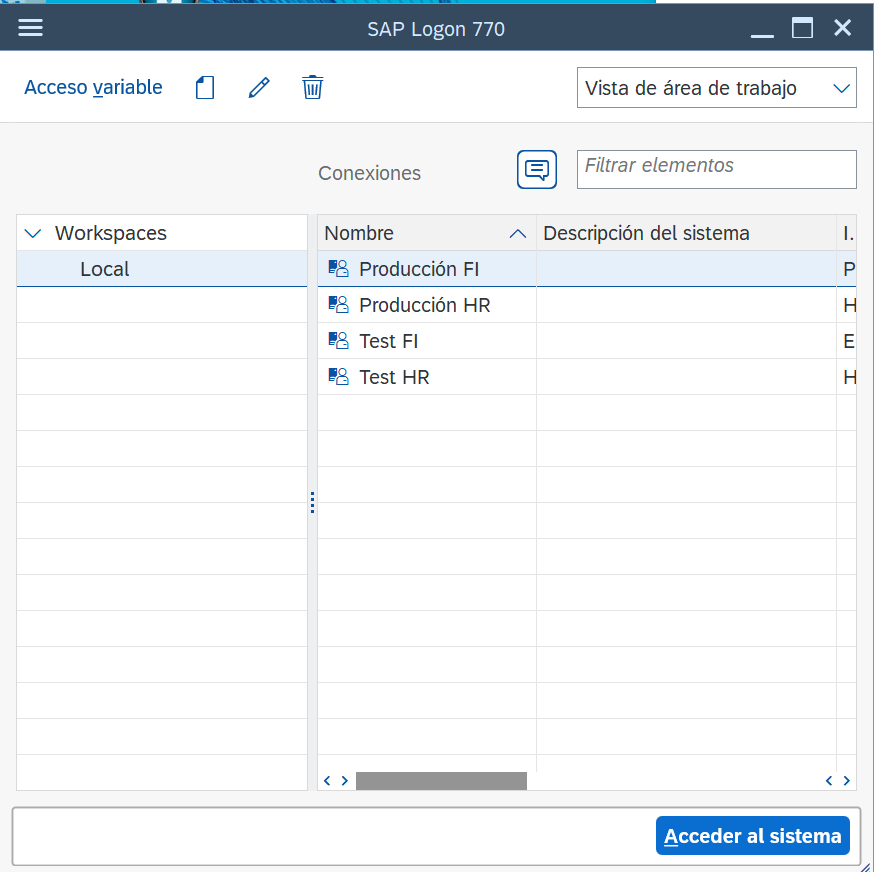 SAP Logon 770
Acceso variable
Vista de área de trabajo
Conexiones
Filtrar elementos
Workspaces
Local
Nombre Descripción del sistema I.
Producción FI P
Producción HR H
Test FI E
Test HR H
Acceder al sistema